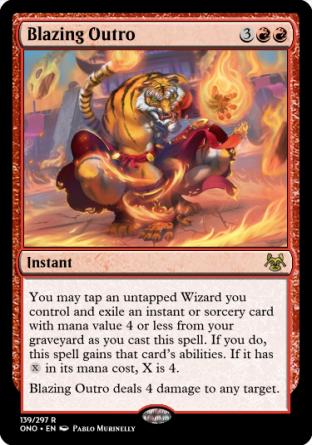 Blazing Outro 3
Instant
You may tap an untapped Wizard you
control and exile an instant or sorcery card
with mana value 4 or less from your
graveyard as you cast this spell. If you do,
this spell gains that card's abilities. If it has
X in its mana cost, X is 4.
Blazing Outro deals 4 damage to any target.
139/297 R
ONO • EN Pablo Murinelly